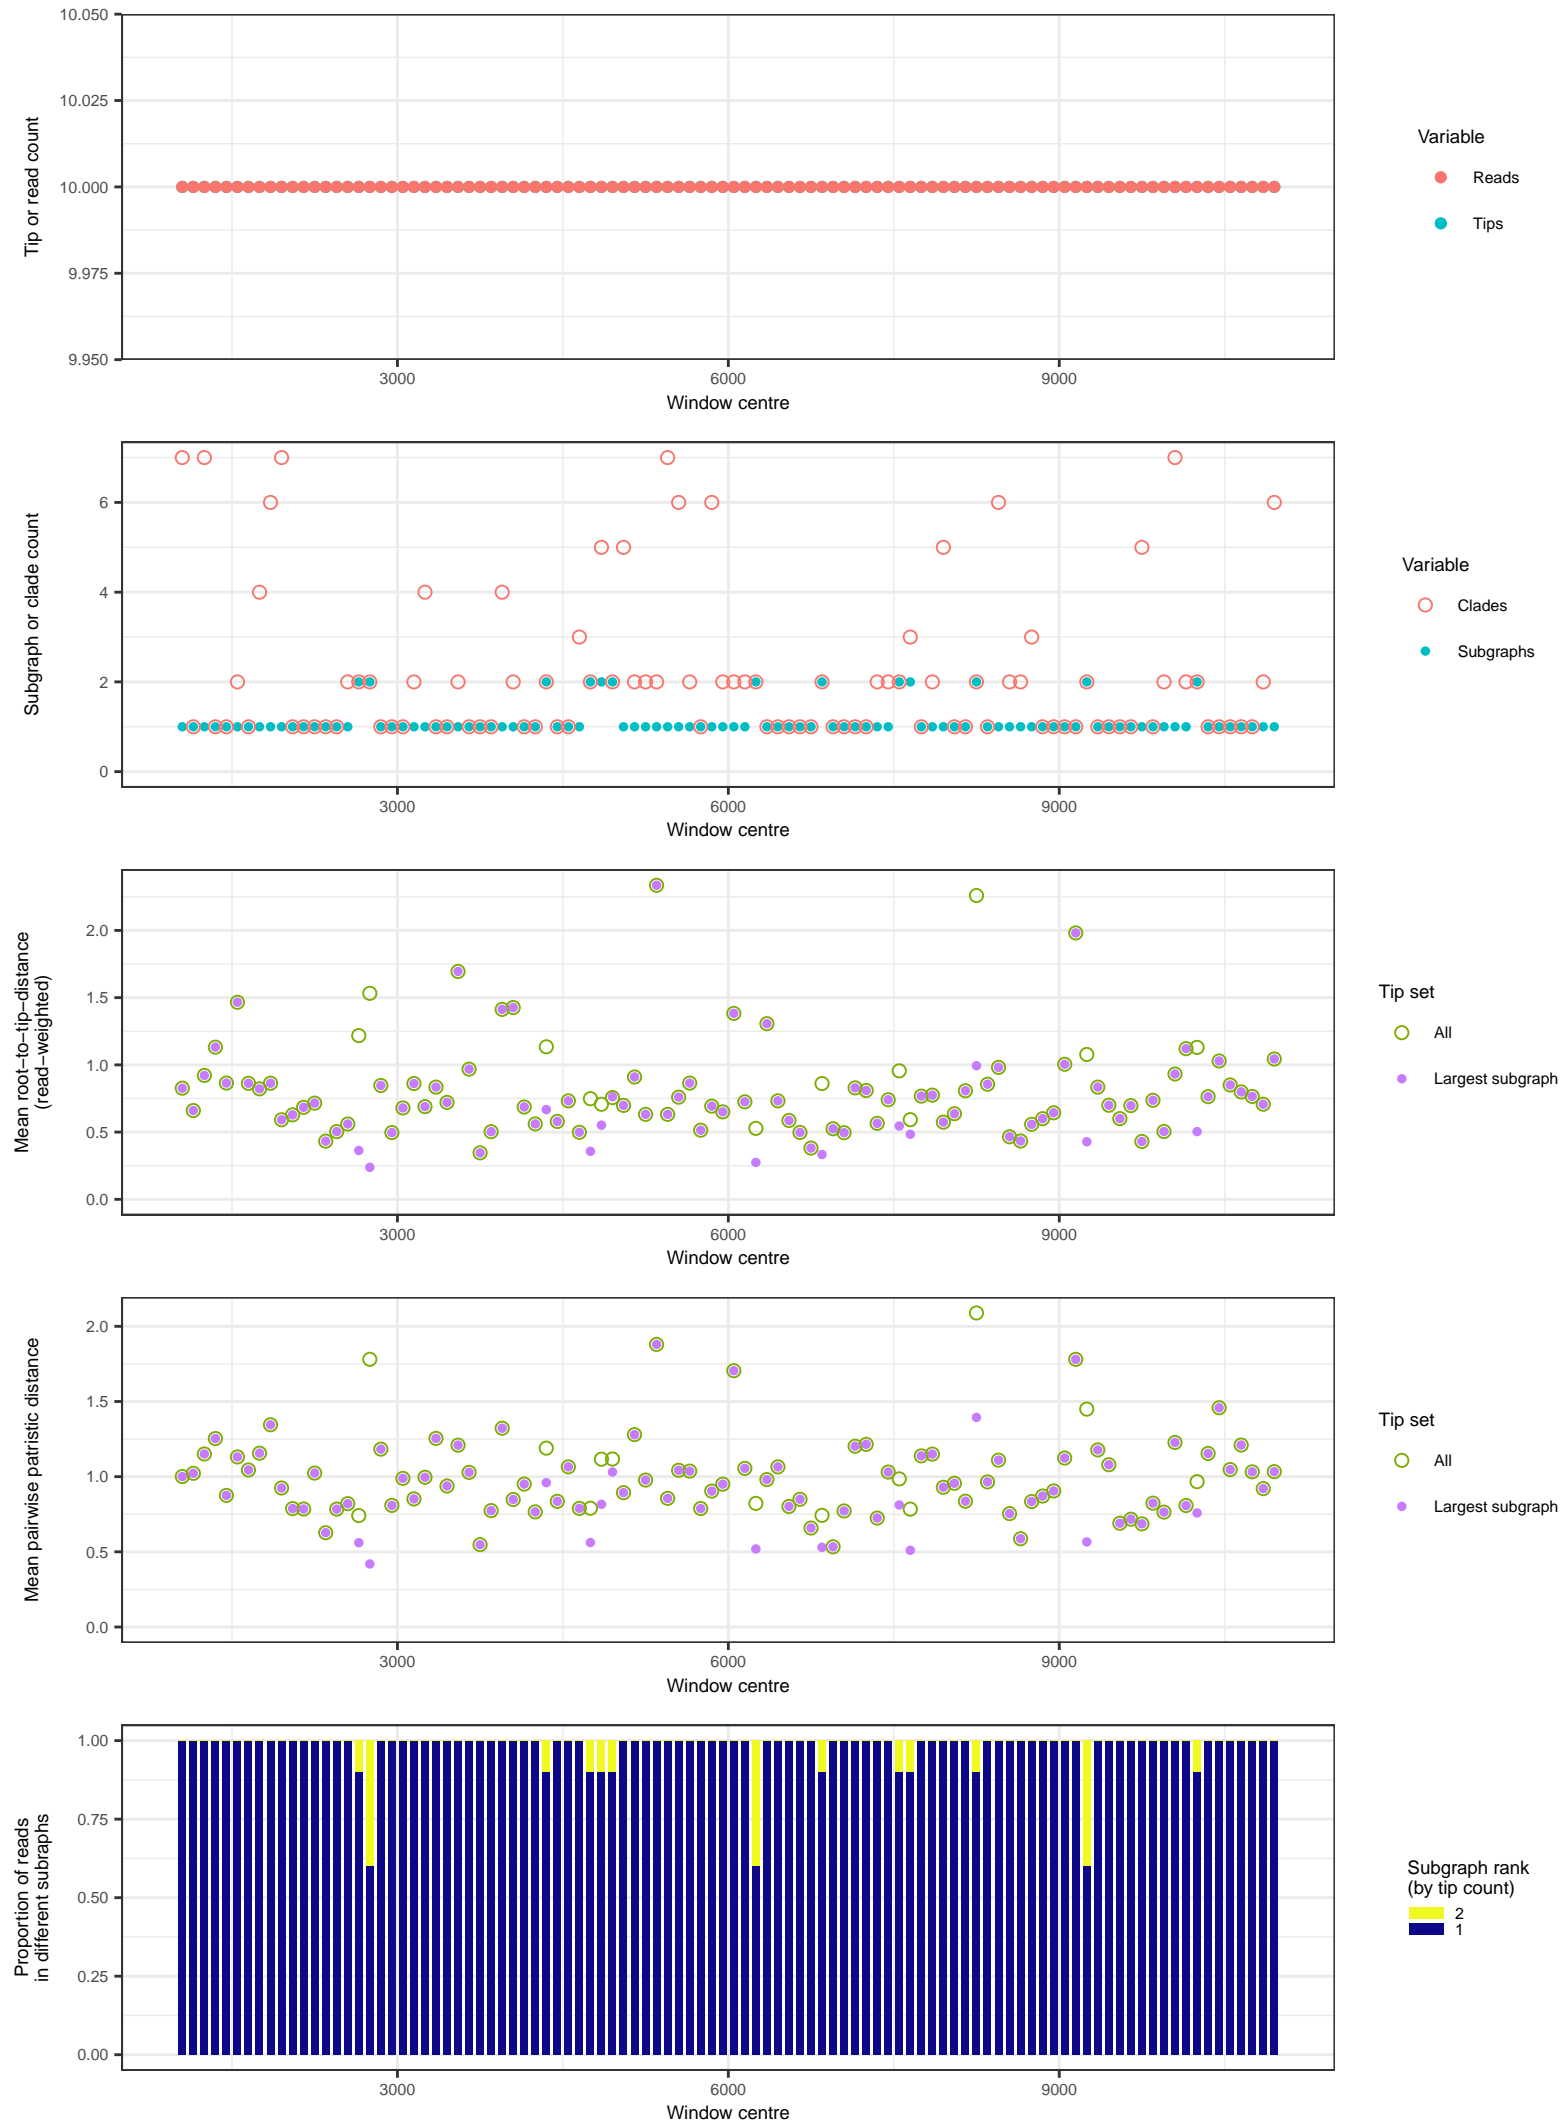 10.050
10.025
10.000
9.975
9.950
Tip or read count
3000 6000 9000
Window centre
Variable
Reads
Tips
6
4
2
0
Subgraph or clade count
3000 6000 9000
Window centre
Variable
Clades
Subgraphs
2.0
1.5
1.0
0.5
0.0
Mean root−to−tip−distance
(read−weighted)
3000 6000 9000
Window centre
Tip set
All
Largest subgraph
2.0
1.5
1.0
0.5
0.0
Mean pairwise patristic distance
3000 6000 9000
Window centre
Tip set
All
Largest subgraph
1.00
0.75
0.50
0.25
0.00
Proportion of reads
in different subraphs
3000 6000 9000
Window centre
Subgraph rank
(by tip count)
2
1